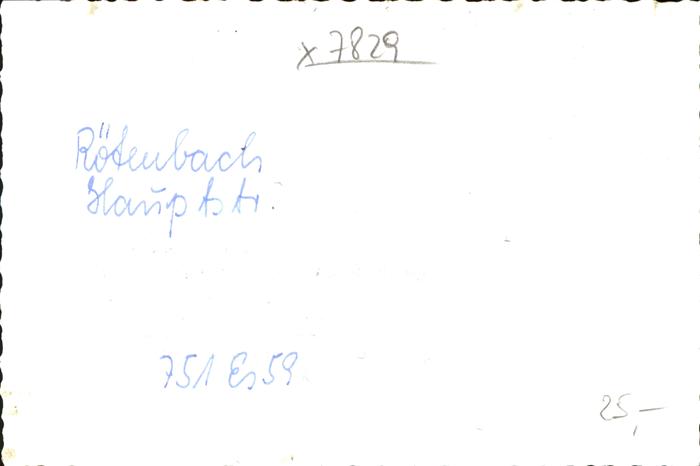 x 7829
Rötenbach
Hauptstr.
751 Es 59
25,—